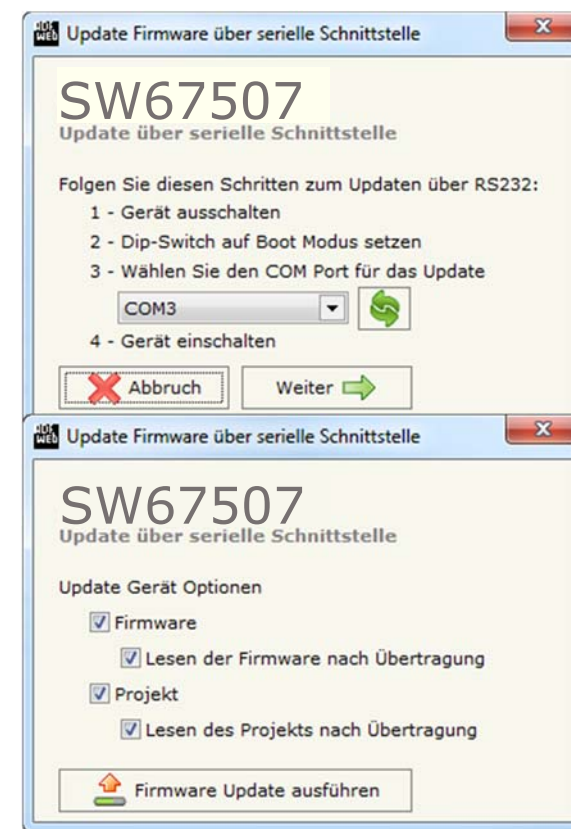 Update Firmware über serielle Schnittstelle
SW67507
Update über serielle Schnittstelle
Folgen Sie diesen Schritten zum Updaten über RS232:
1 - Gerät ausschalten
2 - Dip-Switch auf Boot Modus setzen
3 - Wählen Sie den COM Port für das Update
COM3
4 - Gerät einschalten
Abbruch Weiter
Update Firmware über serielle Schnittstelle
SW67507
Update über serielle Schnittstelle
Update Gerät Optionen
Firmware
Lesen der Firmware nach Übertragung
Projekt
Lesen des Projekts nach Übertragung
Firmware Update ausführen